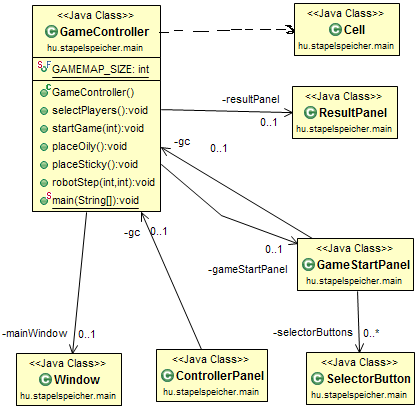 <<Java Class>>
GameController
hu.stapelspeicher.main
S F GAMEMAP_SIZE: int
C GameController()
selectPlayers():void
startGame(int):void
placeOily():void
placeSticky():void
robotStep(int,int):void
S main(String[]):void
<<Java Class>>
C Cell
hu.stapelspeicher.main
-resultPanel
0..1
<<Java Class>>
C ResultPanel
hu.stapelspeicher.main
-gc
0..1
-gc
0..1
0..1
-gameStartPanel
<<Java Class>>
C GameStartPanel
hu.stapelspeicher.main
-mainWindow
0..1
-selectorButtons
0..*
<<Java Class>>
C Window
hu.stapelspeicher.main
<<Java Class>>
C ControllerPanel
hu.stapelspeicher.main
<<Java Class>>
C SelectorButton
hu.stapelspeicher.main